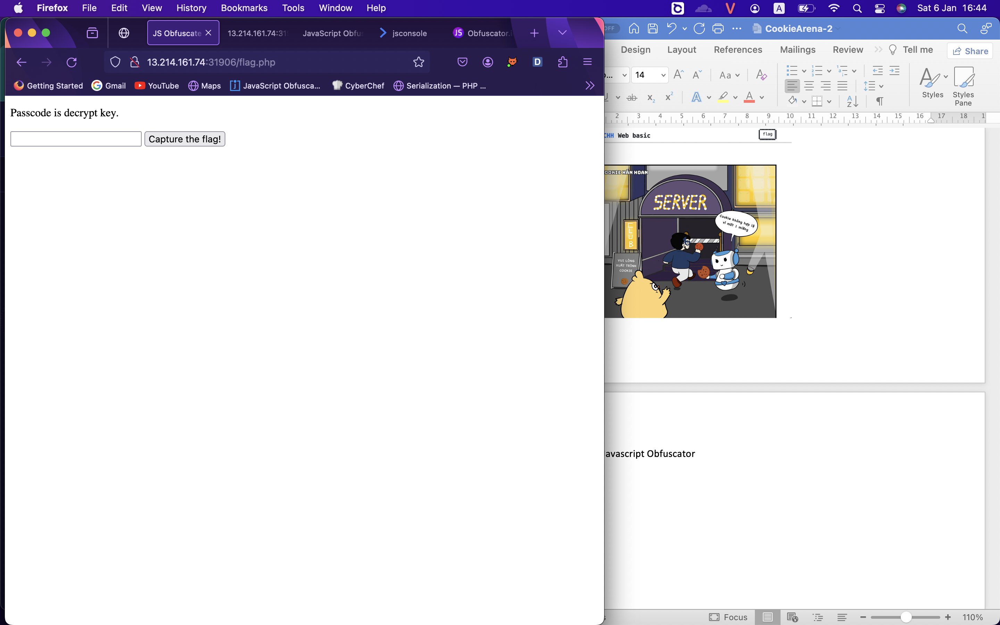 Firefox File Edit View History Bookmarks Tools Window Help
A
Sat 6 Jan 16:44
JS Obfuscate
13.214.161.74:31
JavaScript Obfus
jsconsole
JS Obfuscator.i
13.214.161.74:31906/flag.php
D
Getting Started
Gmail
YouTube
Maps
JavaScript Obfusca...
CyberChef
Serialization — PHP ...
Passcode is decrypt key.
Capture the flag!
OFF
CookieArena-2
Design Layout References Mailings Review Tell me
Share
14
Aa
Styles
Styles
Pane
2 3 4 5 6 7 8 9 10 11 12 13 14 15 16 17 18 1
CHH Web basic
flag
OOKIE HÂN HOAN
SERVER
CLUB
Cookie không hợp lệ
vì mất 1 miếng
VUI LÒNG
XUẤT TRÌNH
COOKIE
avascript Obfuscator
Focus
110%